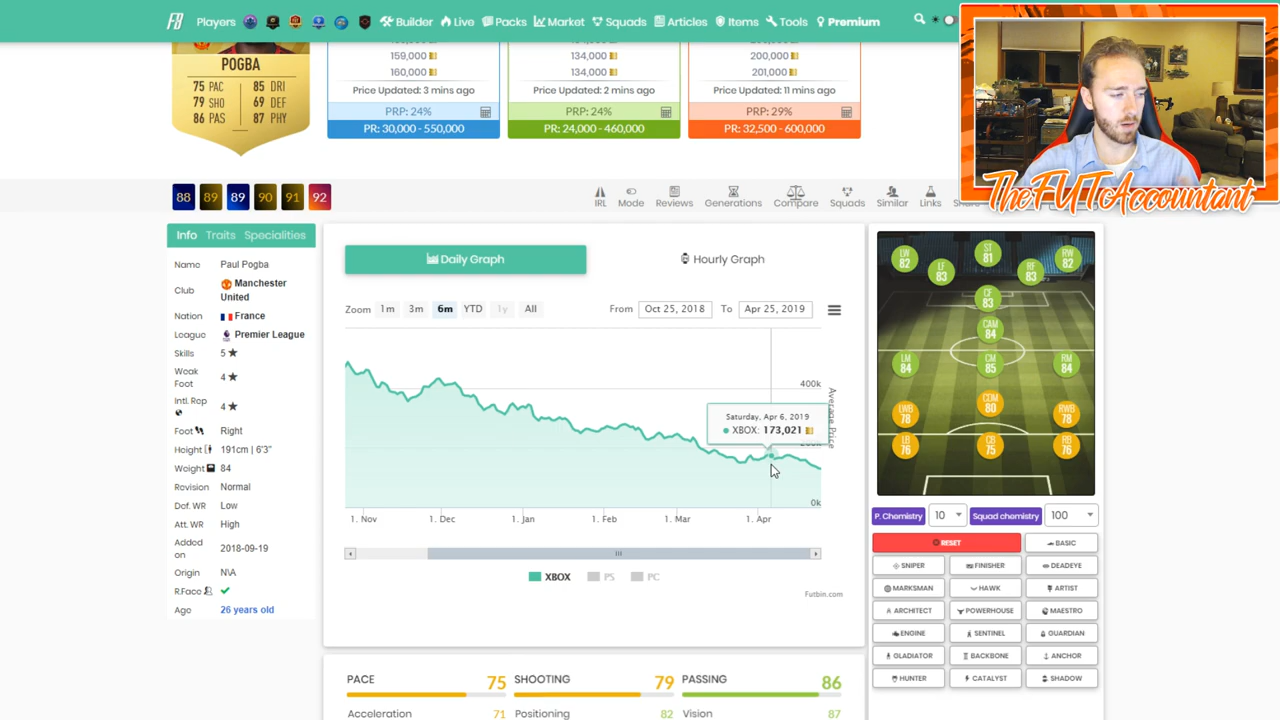 FB Players Builder Live Packs Market Squads Articles Items Tools Premium
POGBA
75 PAC 85 DRI
79 SHO 69 DEF
86 PAS 87 PHY
159,000
160,000
Price Updated: 3 mins ago
PRP: 24%
PR: 30,000 - 550,000
134,000
134,000
Price Updated: 2 mins ago
PRP: 24%
PR: 24,000 - 460,000
200,000
201,000
Price Updated: 11 mins ago
PRP: 29%
PR: 32,500 - 600,000
TheFUTAccountant
88 89 89 90 91 92
IRL Mode Reviews Generations Compare Squads Similar Links
Info Traits Specialities
Name Paul Pogba
Club Manchester United
Nation France
League Premier League
Skills 5
Weak Foot 4
Intl. Rep 4
Foot Right
Height 191cm | 6'3"
Weight 84
Revision Normal
Def. WR Low
Att. WR High
Added on 2018-09-19
Origin N\A
R.Face
Age 26 years old
Daily Graph Hourly Graph
Zoom 1m 3m 6m YTD 1y All From Oct 25, 2018 To Apr 25, 2019
400k
Saturday, Apr 6, 2019
XBOX: 173,021
0k
Average Price
1. Nov 1. Dec 1. Jan 1. Feb 1. Mar 1. Apr
XBOX PS PC
Futbin.com
PACE 75 SHOOTING 79 PASSING 86
Acceleration 71 Positioning 82 Vision 87
LW 82
ST 81
RW 82
LF 83
RF 83
CF 83
CAM 84
LM 84
CM 85
RM 84
LWB 78
CDM 80
RWB 78
LB 76
CB 75
RB 76
P. Chemistry 10 Squad chemistry 100
RESET BASIC
SNIPER FINISHER DEADEYE
MARKSMAN HAWK ARTIST
ARCHITECT POWERHOUSE MAESTRO
ENGINE SENTINEL GUARDIAN
GLADIATOR BACKBONE ANCHOR
HUNTER CATALYST SHADOW